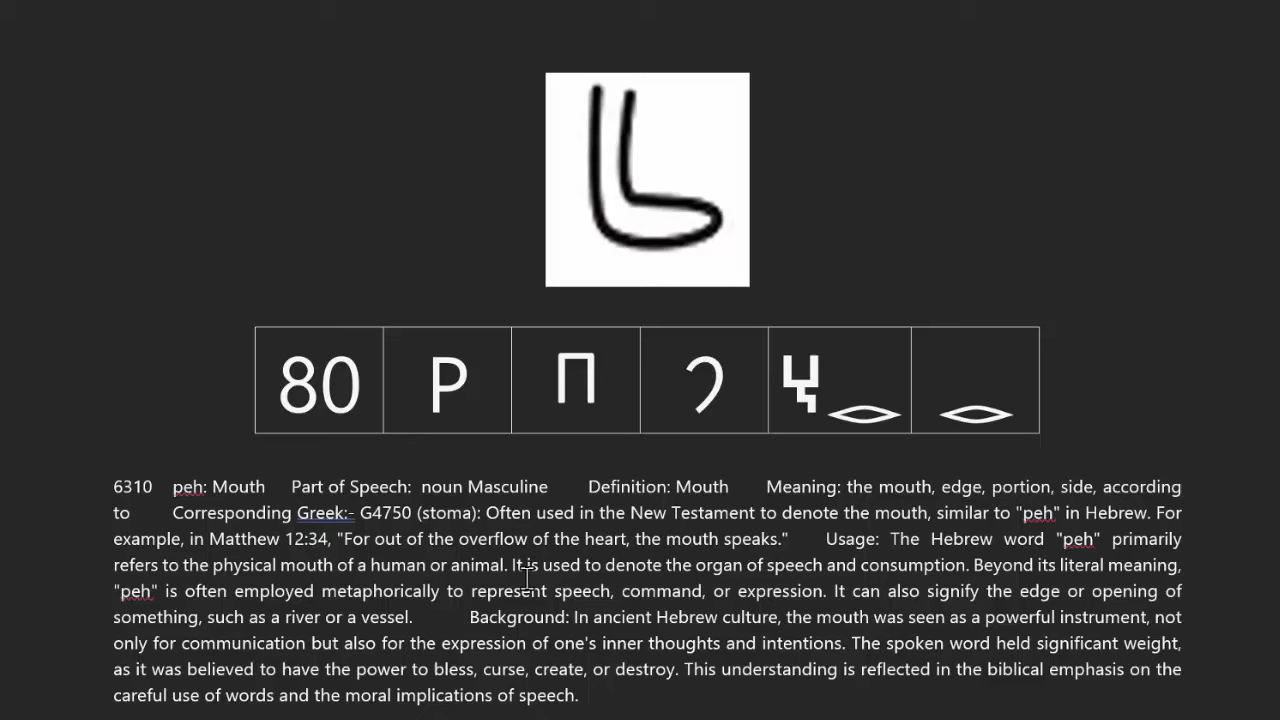 80 P Π 𐤐
6310 peh: Mouth Part of Speech: noun Masculine Definition: Mouth Meaning: the mouth, edge, portion, side, according
to Corresponding Greek:- G4750 (stoma): Often used in the New Testament to denote the mouth, similar to "peh" in Hebrew. For
example, in Matthew 12:34, "For out of the overflow of the heart, the mouth speaks." Usage: The Hebrew word "peh" primarily
refers to the physical mouth of a human or animal. It is used to denote the organ of speech and consumption. Beyond its literal meaning,
"peh" is often employed metaphorically to represent speech, command, or expression. It can also signify the edge or opening of
something, such as a river or a vessel. Background: In ancient Hebrew culture, the mouth was seen as a powerful instrument, not
only for communication but also for the expression of one's inner thoughts and intentions. The spoken word held significant weight,
as it was believed to have the power to bless, curse, create, or destroy. This understanding is reflected in the biblical emphasis on the
careful use of words and the moral implications of speech.